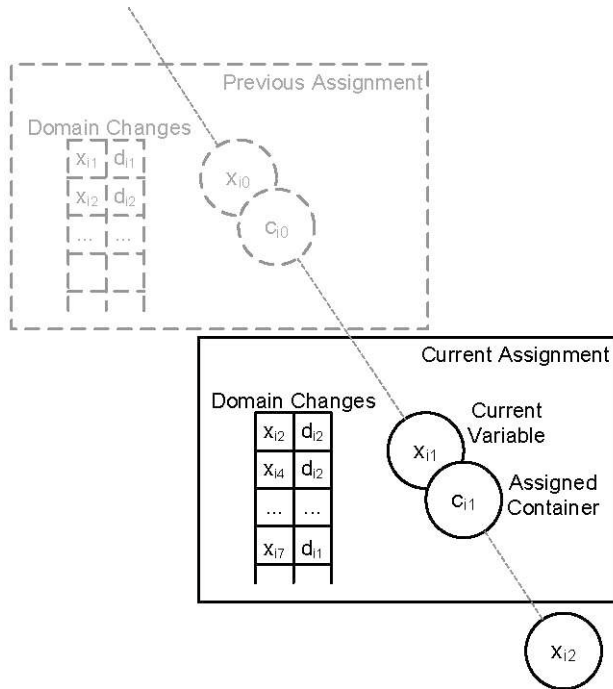 Previous Assignment
Domain Changes
xi1 di1
xi2 di2
... ...
xi0
ci0
Current Assignment
Domain Changes
xi2 di2
xi4 di2
... ...
xi7 di1
Current
Variable
xi1
Assigned
Container
ci1
xi2